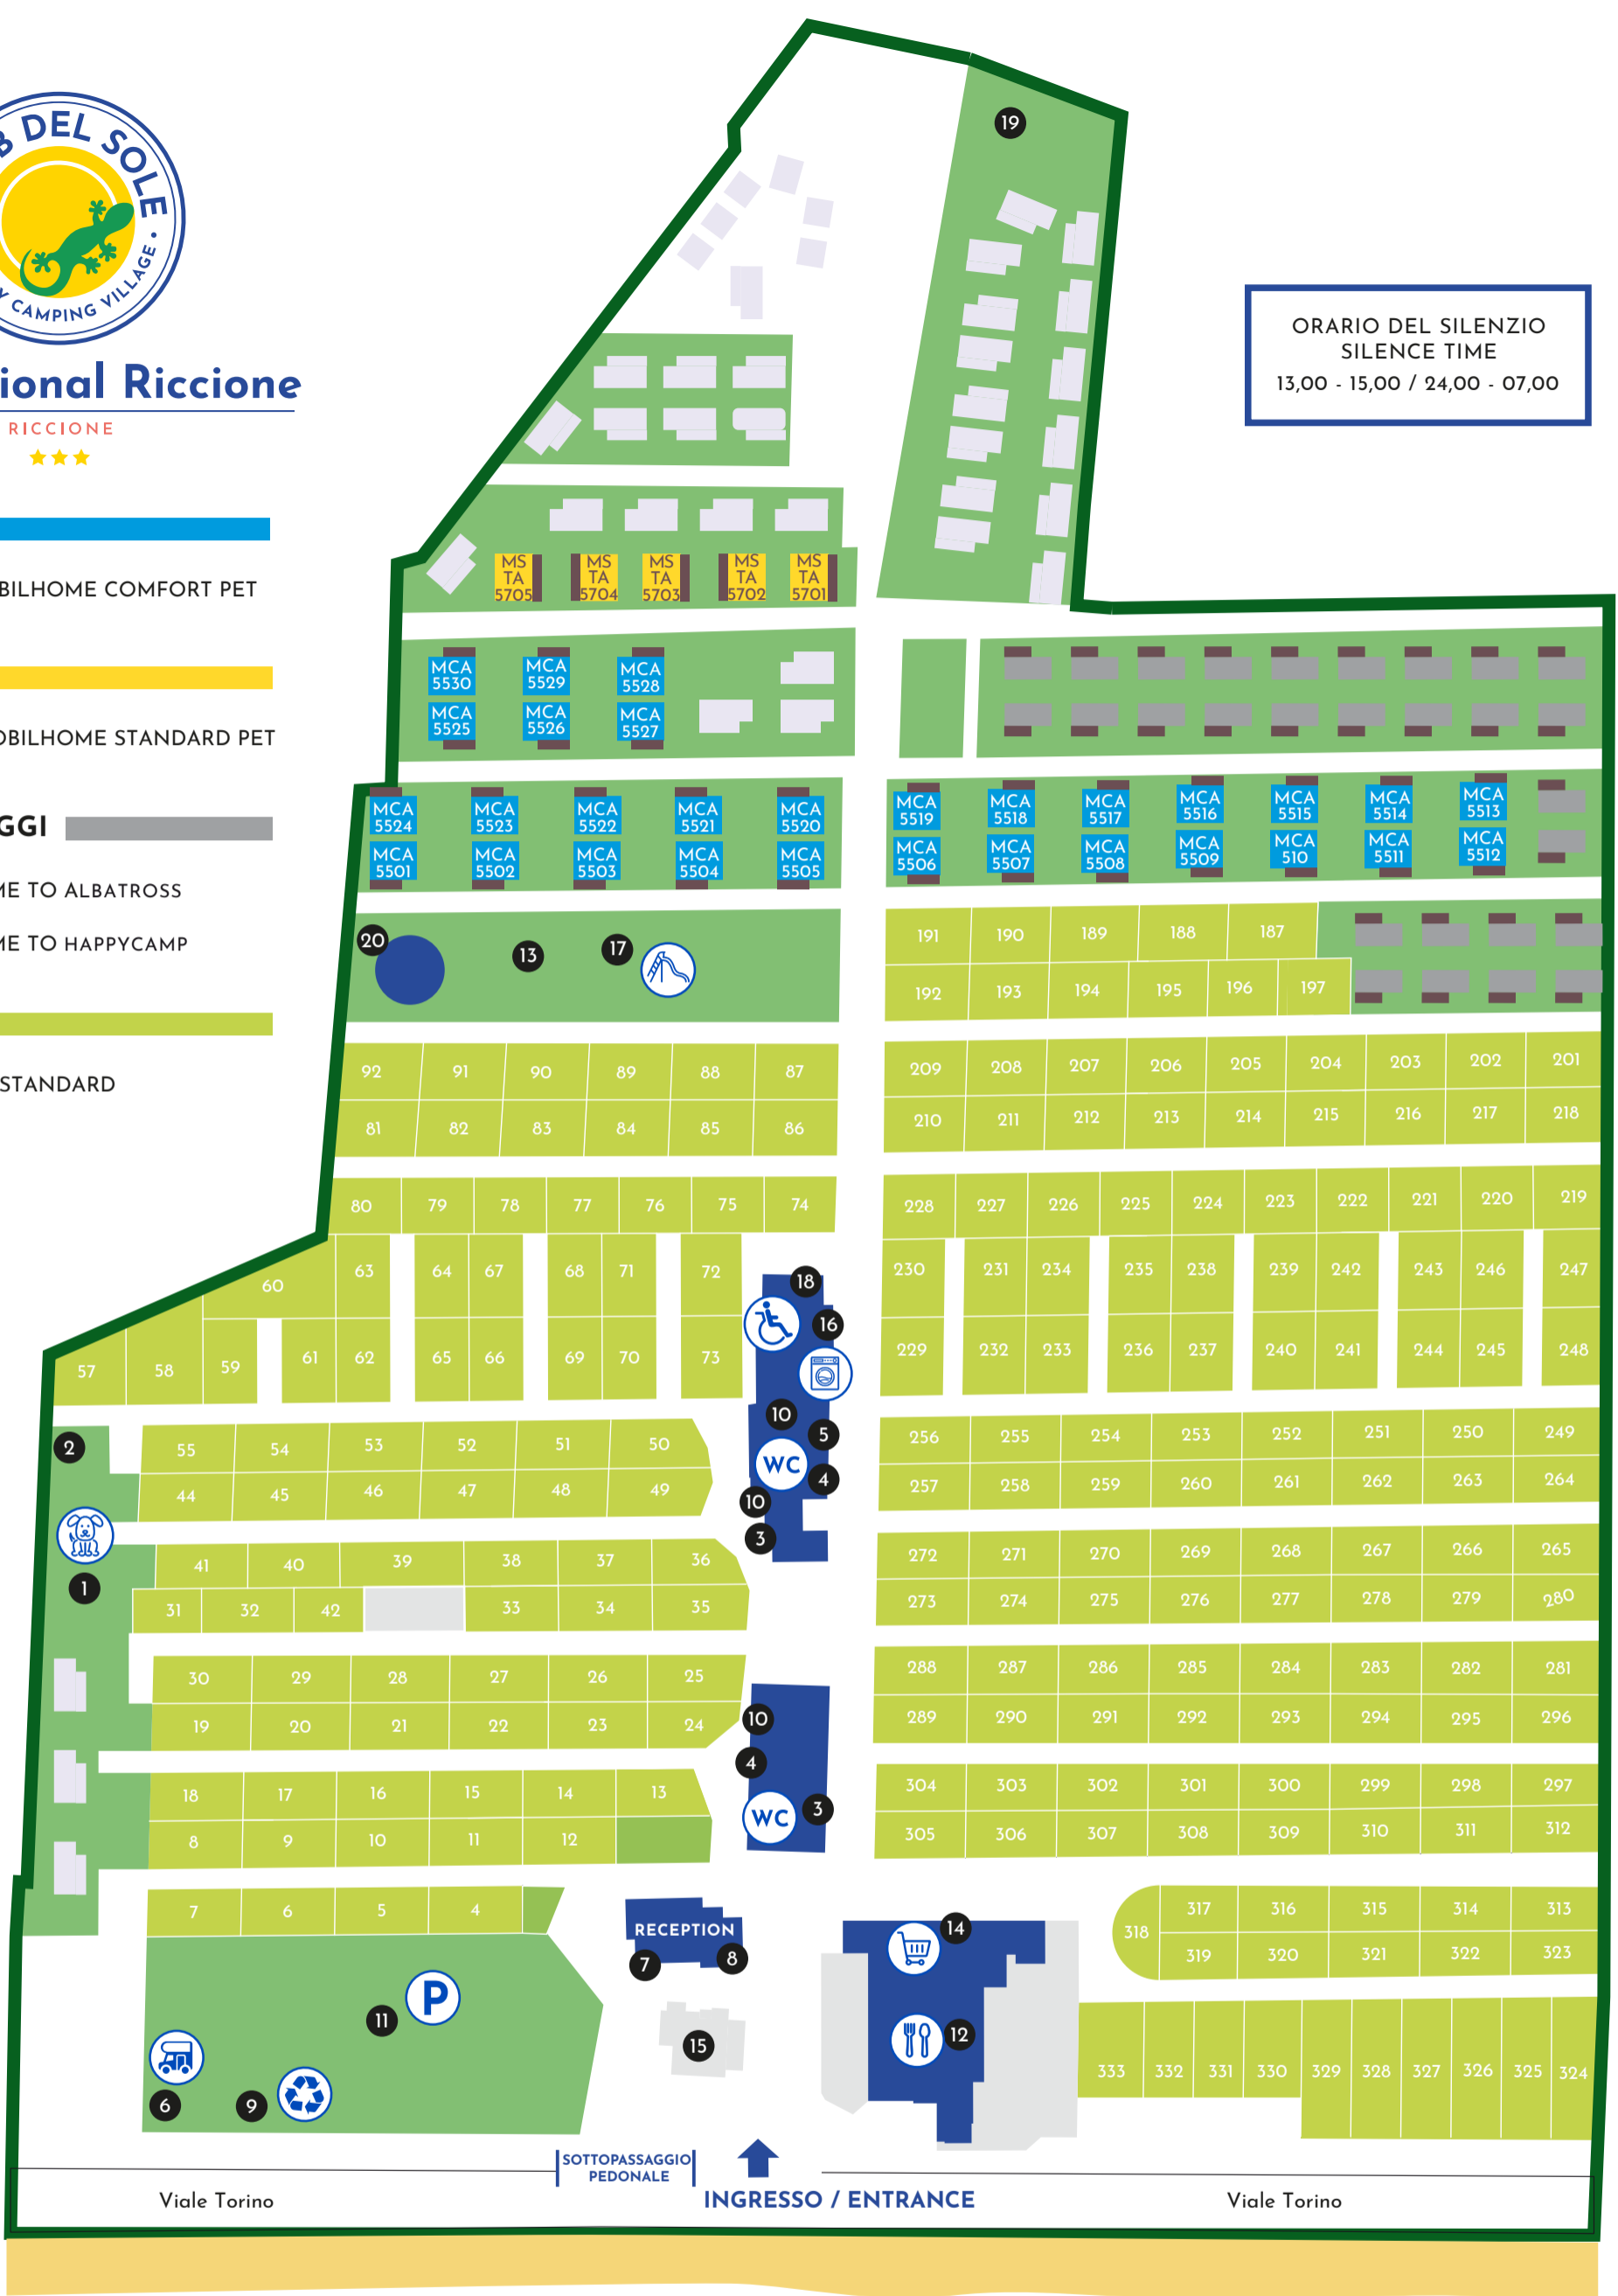 B DEL SOLE
CAMPING VILLAGE
ional Riccione
RICCIONE
BILHOME COMFORT PET
OBILHOME STANDARD PET
GGI
ME TO ALBATROSS
ME TO HAPPYCAMP
STANDARD
ORARIO DEL SILENZIO
SILENCE TIME
13,00 - 15,00 / 24,00 - 07,00
19
MS TA 5705
MS TA 5704
MS TA 5703
MS TA 5702
MS TA 5701
MCA 5530
MCA 5529
MCA 5528
MCA 5525
MCA 5526
MCA 5527
MCA 5524
MCA 5523
MCA 5522
MCA 5521
MCA 5520
MCA 5519
MCA 5518
MCA 5517
MCA 5516
MCA 5515
MCA 5514
MCA 5513
MCA 5501
MCA 5502
MCA 5503
MCA 5504
MCA 5505
MCA 5506
MCA 5507
MCA 5508
MCA 5509
MCA 510
MCA 5511
MCA 5512
20 13 17
191 190 189 188 187
192 193 194 195 196 197
92 91 90 89 88 87
209 208 207 206 205 204 203 202 201
81 82 83 84 85 86
210 211 212 213 214 215 216 217 218
80 79 78 77 76 75 74
228 227 226 225 224 223 222 221 220 219
60 63 64 67 68 71 72
18
16
230 231 234 235 238 239 242 243 246 247
57 58 59 61 62 65 66 69 70 73
229 232 233 236 237 240 241 244 245 248
2
55 54 53 52 51 50
10
5
WC
4
10
3
256 255 254 253 252 251 250 249
44 45 46 47 48 49
257 258 259 260 261 262 263 264
1
41 40 39 38 37 36
272 271 270 269 268 267 266 265
31 32 42 33 34 35
273 274 275 276 277 278 279 280
30 29 28 27 26 25
288 287 286 285 284 283 282 281
19 20 21 22 23 24
10
4
WC
3
289 290 291 292 293 294 295 296
18 17 16 15 14 13
304 303 302 301 300 299 298 297
8 9 10 11 12
305 306 307 308 309 310 311 312
7 6 5 4
RECEPTION
7 8
14
318
317 316 315 314 313
319 320 321 322 323
P
11
15
12
6
9
333 332 331 330 329 328 327 326 325 324
SOTTOPASSAGGIO
PEDONALE
Viale Torino
INGRESSO / ENTRANCE
Viale Torino